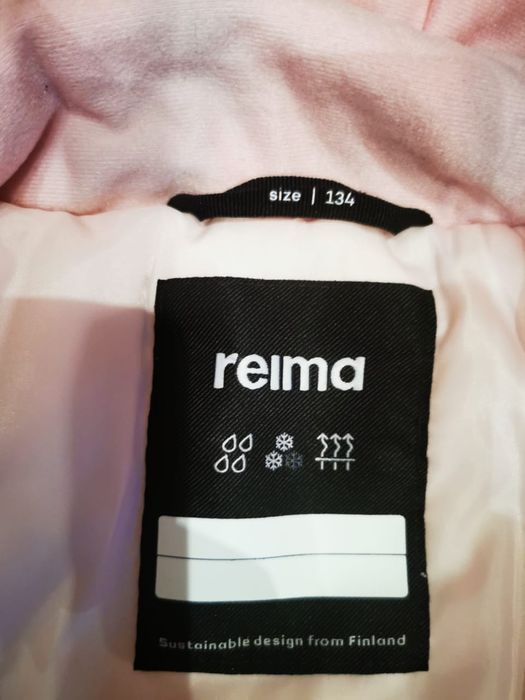 size | 134
reima
Sustainable design from Finland